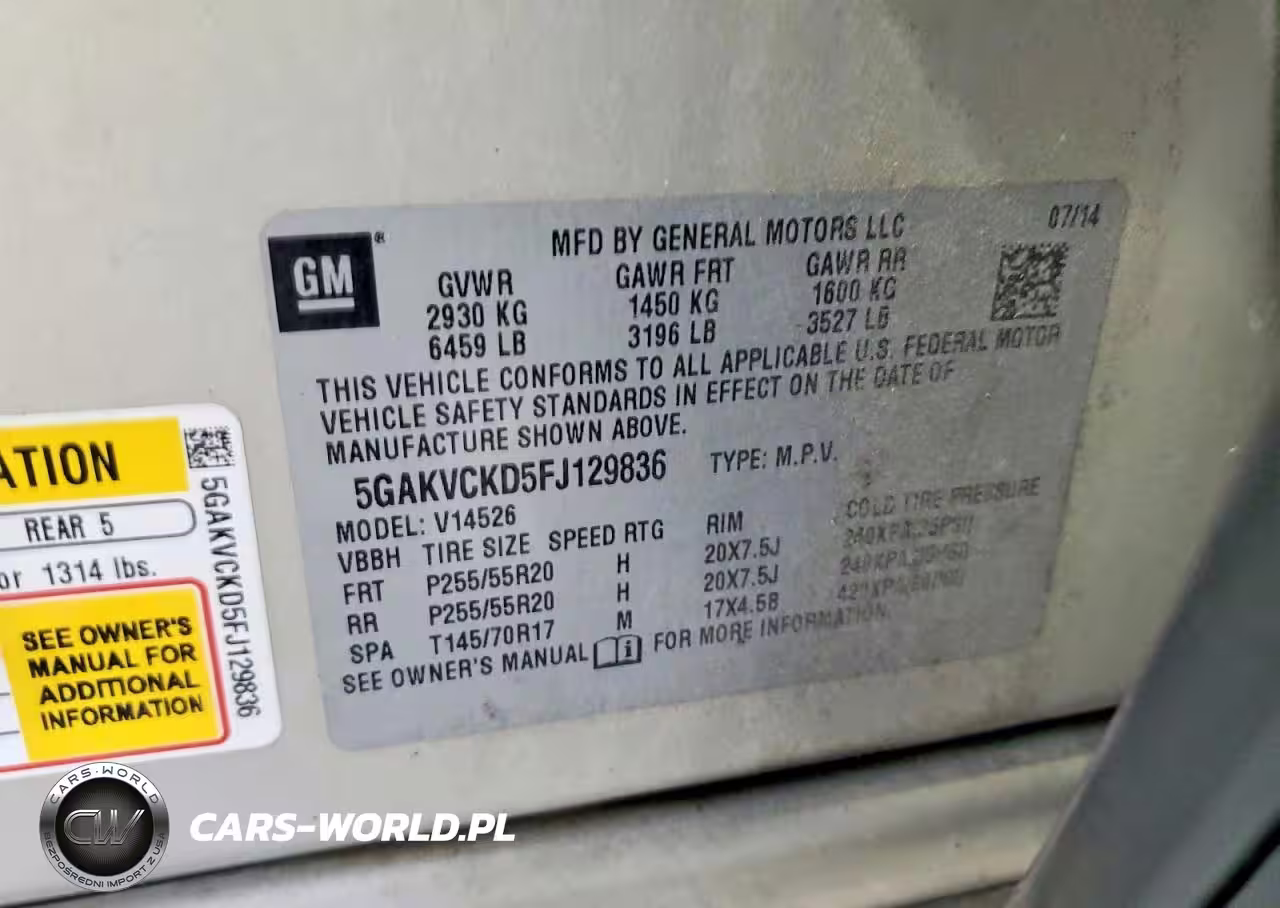 GM ®
MFD BY GENERAL MOTORS LLC 07/14
GVWR GAWR FRT GAWR RR
2930 KG 1450 KG 1600 KG
6459 LB 3196 LB 3527 LB
THIS VEHICLE CONFORMS TO ALL APPLICABLE U.S. FEDERAL MOTOR
VEHICLE SAFETY STANDARDS IN EFFECT ON THE DATE OF
MANUFACTURE SHOWN ABOVE.
5GAKVCKD5FJ129836 TYPE: M.P.V.
MODEL: V14526
VBBH TIRE SIZE SPEED RTG RIM COLD TIRE PRESSURE
FRT P255/55R20 H 20X7.5J
RR P255/55R20 H 20X7.5J
SPA T145/70R17 M 17X4.5B
SEE OWNER'S MANUAL FOR MORE INFORMATION.
ATION
REAR 5
or 1314 lbs.
SEE OWNER'S
MANUAL FOR
ADDITIONAL
INFORMATION
5GAKVCKD5FJ129836
CARS-WORLD
CW
BEZPOŚREDNI IMPORT Z USA
CARS-WORLD.PL